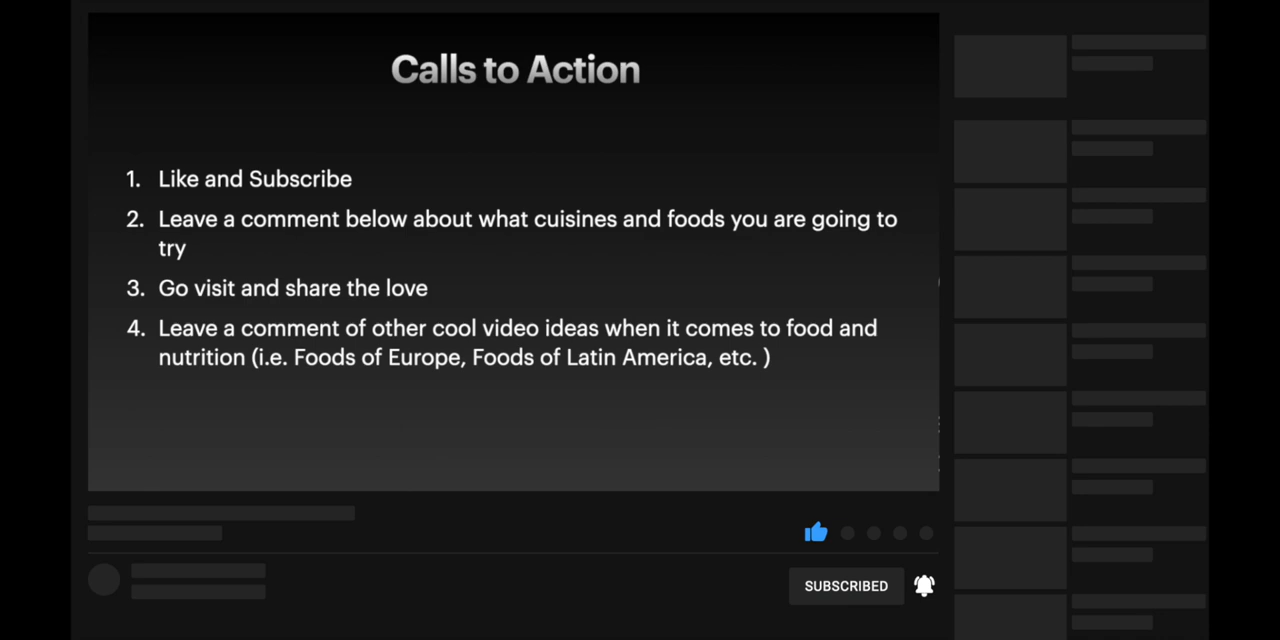 Calls to Action
1. Like and Subscribe
2. Leave a comment below about what cuisines and foods you are going to
try
3. Go visit and share the love
4. Leave a comment of other cool video ideas when it comes to food and
nutrition (i.e. Foods of Europe, Foods of Latin America, etc. )
SUBSCRIBED